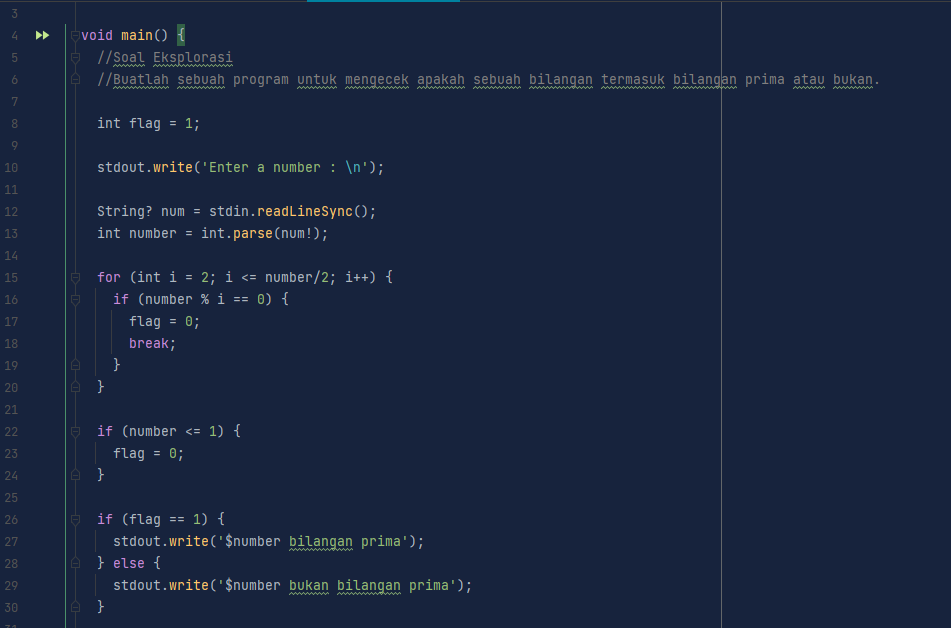 3
4 void main() {
5 //Soal Eksplorasi
6 //Buatlah sebuah program untuk mengecek apakah sebuah bilangan termasuk bilangan prima atau bukan.
7
8 int flag = 1;
9
10 stdout.write('Enter a number : \n');
11
12 String? num = stdin.readLineSync();
13 int number = int.parse(num!);
14
15 for (int i = 2; i <= number/2; i++) {
16 if (number % i == 0) {
17 flag = 0;
18 break;
19 }
20 }
21
22 if (number <= 1) {
23 flag = 0;
24 }
25
26 if (flag == 1) {
27 stdout.write('$number bilangan prima');
28 } else {
29 stdout.write('$number bukan bilangan prima');
30 }